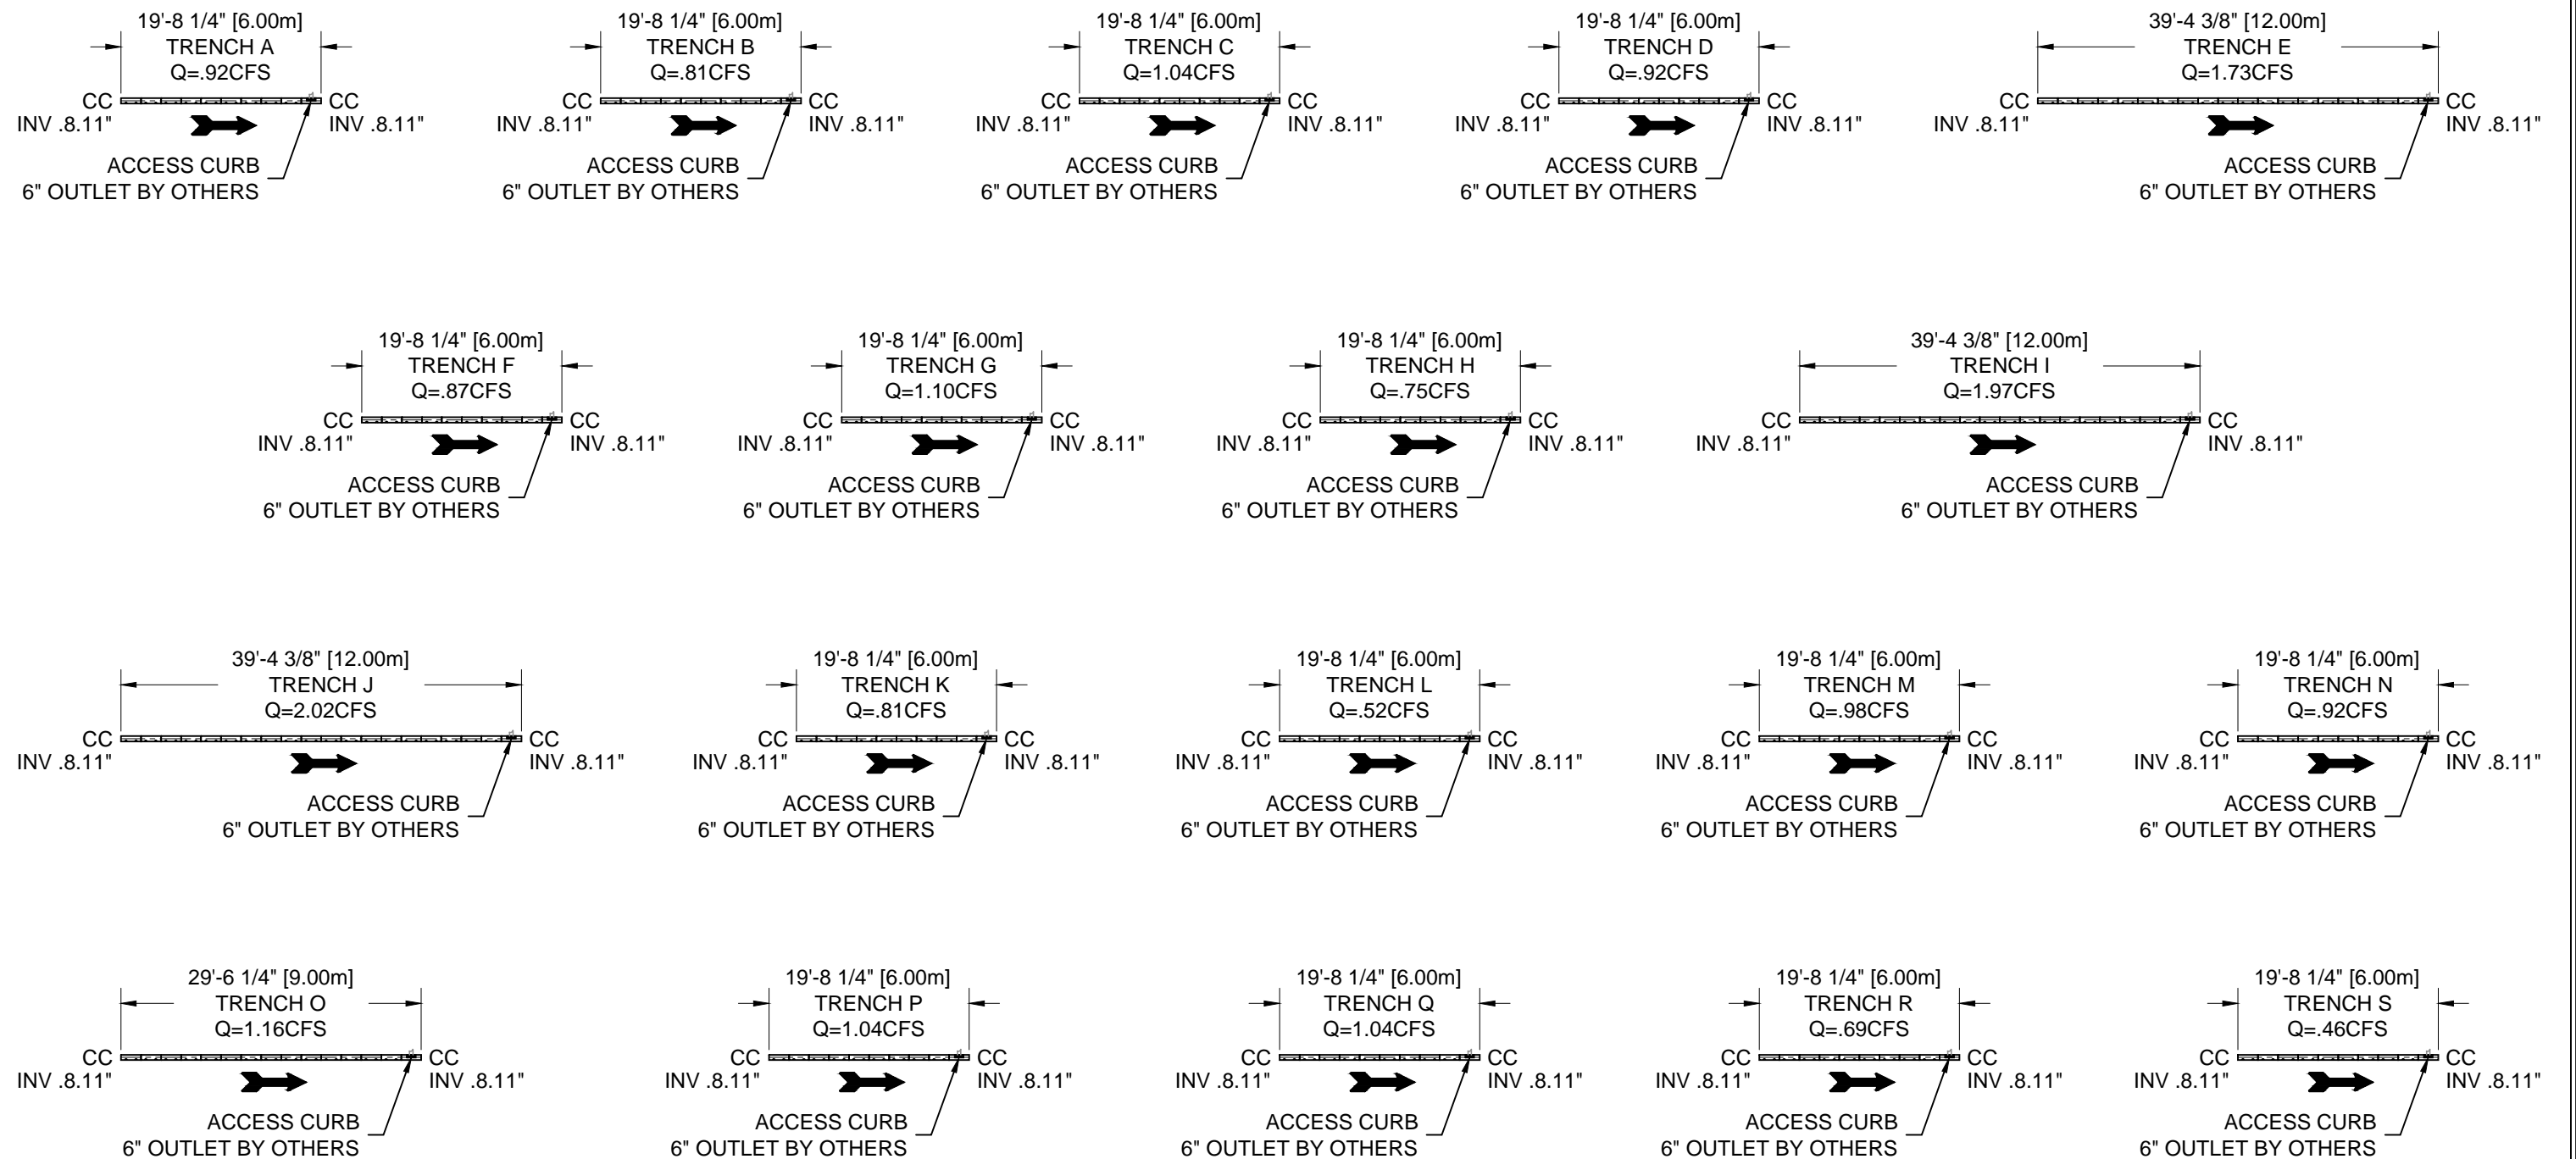 19'-8 1/4" [6.00m]
TRENCH A
Q=.92CFS
CC
INV .8.11"
CC
INV .8.11"
ACCESS CURB
6" OUTLET BY OTHERS
19'-8 1/4" [6.00m]
TRENCH B
Q=.81CFS
CC
INV .8.11"
CC
INV .8.11"
ACCESS CURB
6" OUTLET BY OTHERS
19'-8 1/4" [6.00m]
TRENCH C
Q=1.04CFS
CC
INV .8.11"
CC
INV .8.11"
ACCESS CURB
6" OUTLET BY OTHERS
19'-8 1/4" [6.00m]
TRENCH D
Q=.92CFS
CC
INV .8.11"
CC
INV .8.11"
ACCESS CURB
6" OUTLET BY OTHERS
39'-4 3/8" [12.00m]
TRENCH E
Q=1.73CFS
CC
INV .8.11"
CC
INV .8.11"
ACCESS CURB
6" OUTLET BY OTHERS
19'-8 1/4" [6.00m]
TRENCH F
Q=.87CFS
CC
INV .8.11"
CC
INV .8.11"
ACCESS CURB
6" OUTLET BY OTHERS
19'-8 1/4" [6.00m]
TRENCH G
Q=1.10CFS
CC
INV .8.11"
CC
INV .8.11"
ACCESS CURB
6" OUTLET BY OTHERS
19'-8 1/4" [6.00m]
TRENCH H
Q=.75CFS
CC
INV .8.11"
CC
INV .8.11"
ACCESS CURB
6" OUTLET BY OTHERS
39'-4 3/8" [12.00m]
TRENCH I
Q=1.97CFS
CC
INV .8.11"
CC
INV .8.11"
ACCESS CURB
6" OUTLET BY OTHERS
39'-4 3/8" [12.00m]
TRENCH J
Q=2.02CFS
CC
INV .8.11"
CC
INV .8.11"
ACCESS CURB
6" OUTLET BY OTHERS
19'-8 1/4" [6.00m]
TRENCH K
Q=.81CFS
CC
INV .8.11"
CC
INV .8.11"
ACCESS CURB
6" OUTLET BY OTHERS
19'-8 1/4" [6.00m]
TRENCH L
Q=.52CFS
CC
INV .8.11"
CC
INV .8.11"
ACCESS CURB
6" OUTLET BY OTHERS
19'-8 1/4" [6.00m]
TRENCH M
Q=.98CFS
CC
INV .8.11"
CC
INV .8.11"
ACCESS CURB
6" OUTLET BY OTHERS
19'-8 1/4" [6.00m]
TRENCH N
Q=.92CFS
CC
INV .8.11"
CC
INV .8.11"
ACCESS CURB
6" OUTLET BY OTHERS
29'-6 1/4" [9.00m]
TRENCH O
Q=1.16CFS
CC
INV .8.11"
CC
INV .8.11"
ACCESS CURB
6" OUTLET BY OTHERS
19'-8 1/4" [6.00m]
TRENCH P
Q=1.04CFS
CC
INV .8.11"
CC
INV .8.11"
ACCESS CURB
6" OUTLET BY OTHERS
19'-8 1/4" [6.00m]
TRENCH Q
Q=1.04CFS
CC
INV .8.11"
CC
INV .8.11"
ACCESS CURB
6" OUTLET BY OTHERS
19'-8 1/4" [6.00m]
TRENCH R
Q=.69CFS
CC
INV .8.11"
CC
INV .8.11"
ACCESS CURB
6" OUTLET BY OTHERS
19'-8 1/4" [6.00m]
TRENCH S
Q=.46CFS
CC
INV .8.11"
CC
INV .8.11"
ACCESS CURB
6" OUTLET BY OTHERS